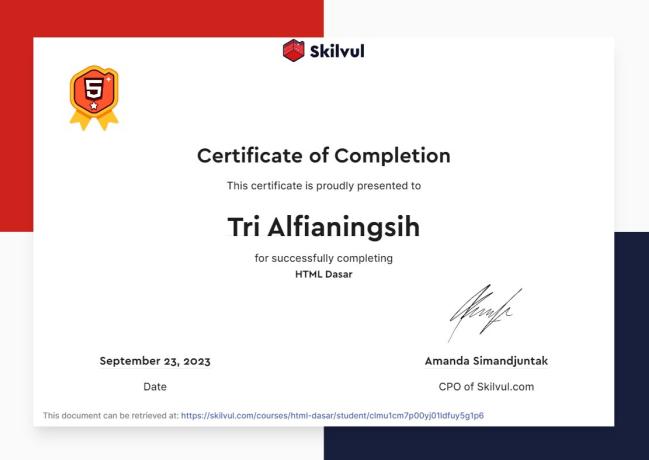 Skilvul
5
Certificate of Completion
This certificate is proudly presented to
Tri Alfianingsih
for successfully completing
HTML Dasar
September 23, 2023
Amanda Simandjuntak
Date
CPO of Skilvul.com
This document can be retrieved at: https://skilvul.com/courses/html-dasar/student/clmu1cm7p00yj01ldfuy5g1p6